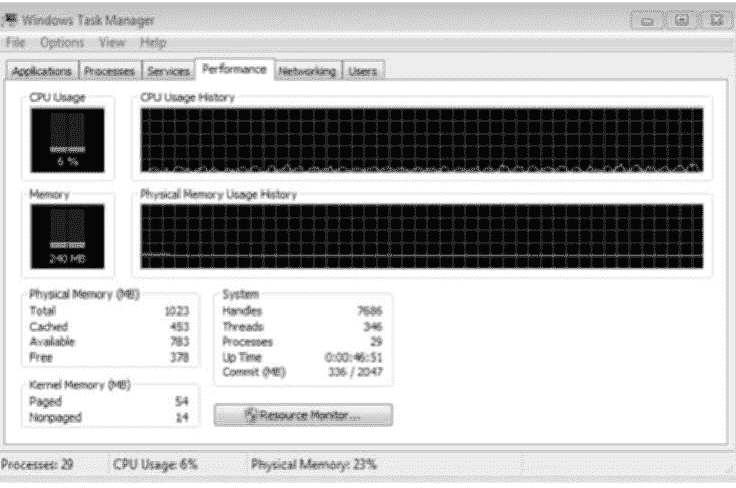 Windows Task Manager
File Options View Help
Applications Processes Services Performance Networking Users
CPU Usage
CPU Usage History
6 %
Memory
Physical Memory Usage History
240 MB
Physical Memory (MB)
Total 1023
Cached 453
Available 783
Free 378
System
Handles 7686
Threads 346
Processes 29
Up Time 0:00:46:51
Commit (MB) 336 / 2047
Kernel Memory (MB)
Paged 54
Nonpaged 14
Resource Monitor...
Processes: 29 CPU Usage: 6% Physical Memory: 23%